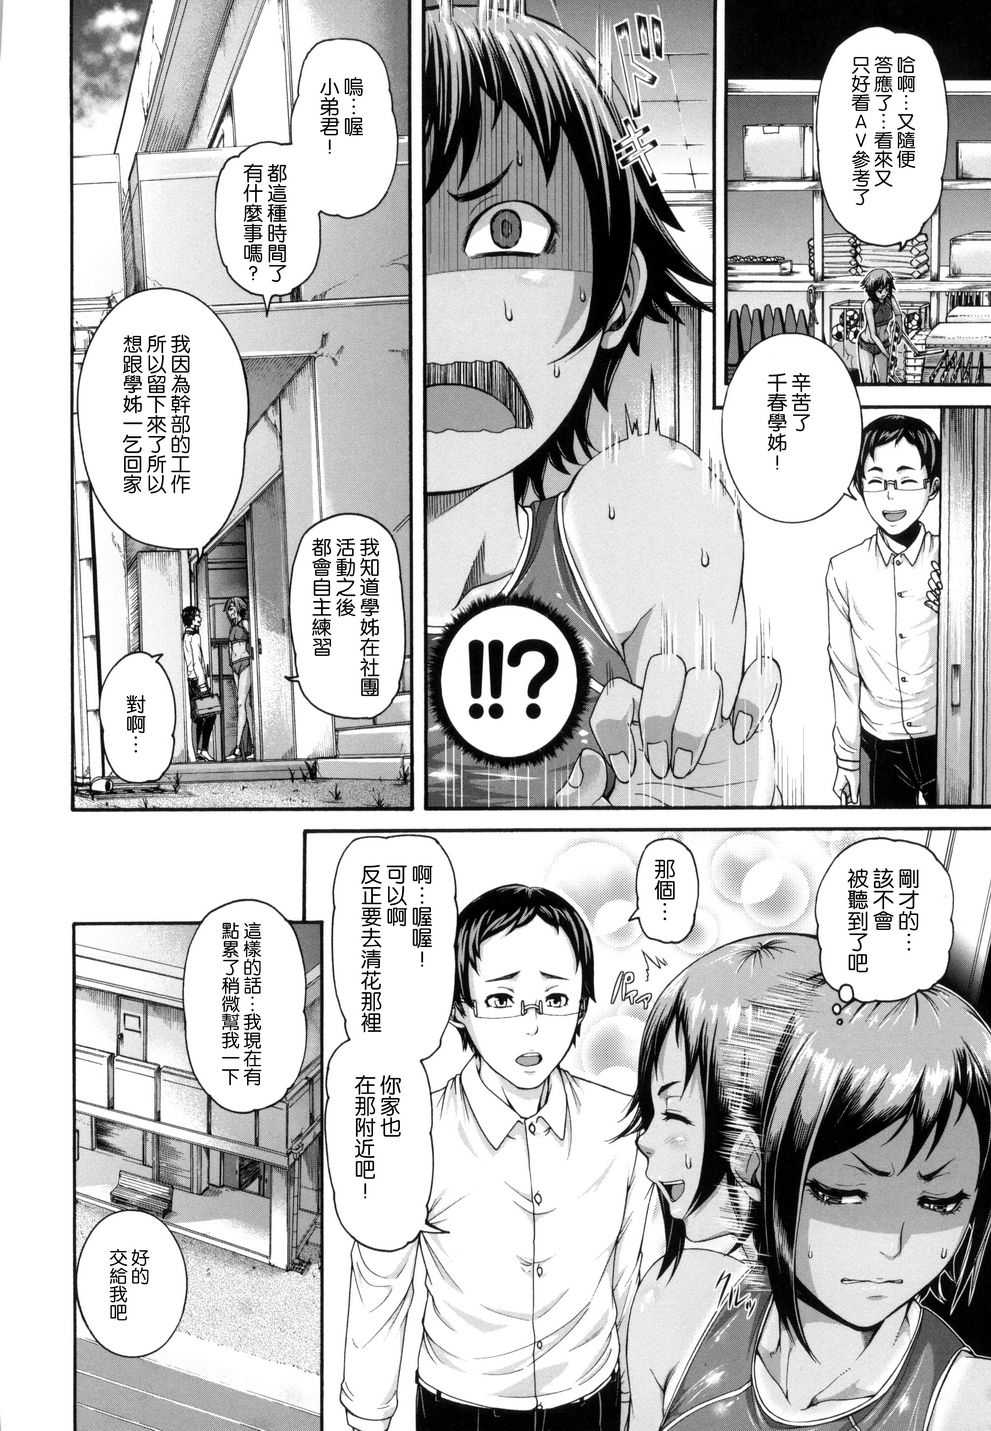 哈啊…又隨便
答應了…看來又
只好看AV參考了
辛苦了
千春學姊！
ドキ
!!?
嗚…喔
小弟君！
都這種時間了
有什麼事嗎？
我因為幹部的工作
所以留下來了所以
想跟學姊一乞回家
我知道學姊在社團
活動之後
都會自主練習
對啊…
剛才的…
該不會
被聽到了吧
那個…
啊…喔喔！
可以啊
反正要去清花那裡
你家也
在那附近吧！
這樣的話…我現在有
點累了稍微幫我一下
好的
交給我吧